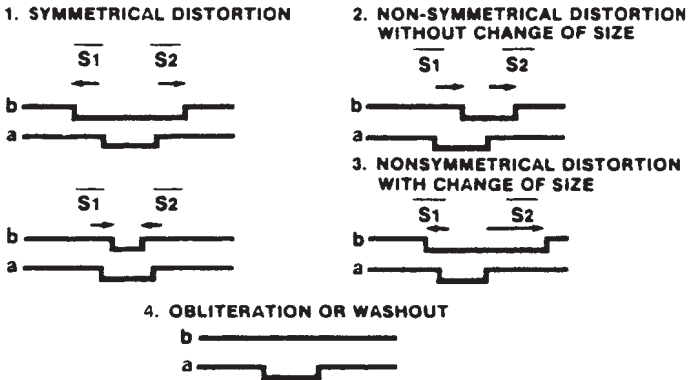 1. SYMMETRICAL DISTORTION
S1 S2
b
a
2. NON-SYMMETRICAL DISTORTION
WITHOUT CHANGE OF SIZE
S1 S2
b
a
S1 S2
b
a
3. NONSYMMETRICAL DISTORTION
WITH CHANGE OF SIZE
S1 S2
b
a
4. OBLITERATION OR WASHOUT
b
a